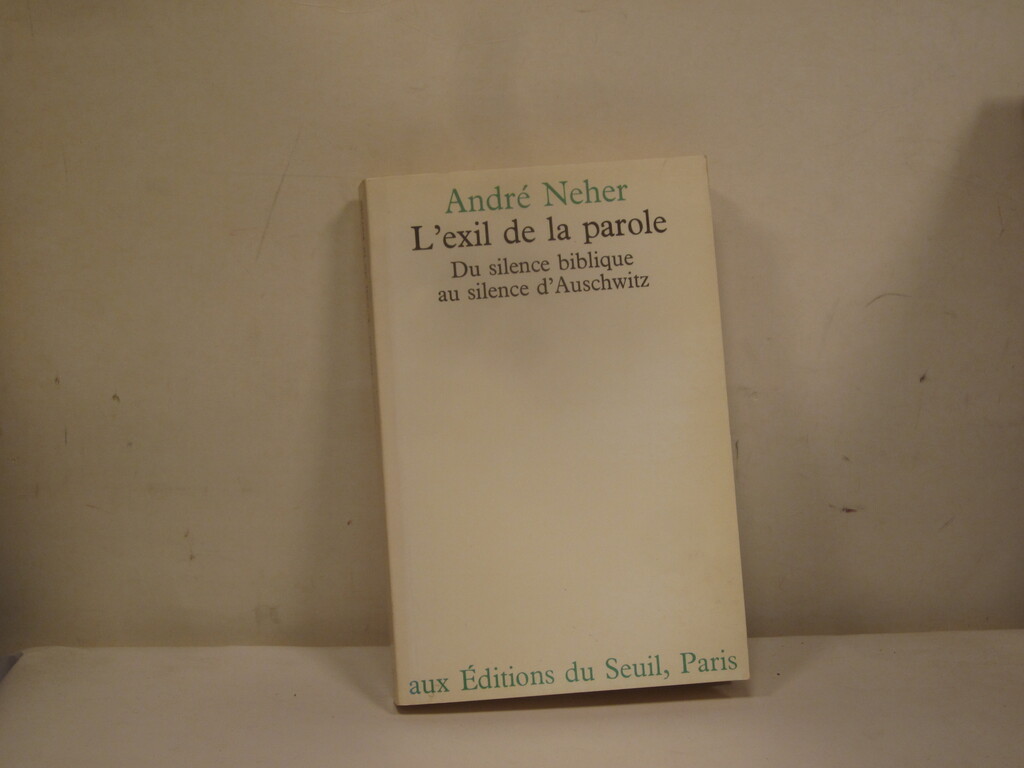 André Neher
L'exil de la parole
Du silence biblique
au silence d'Auschwitz
aux Éditions du Seuil, Paris